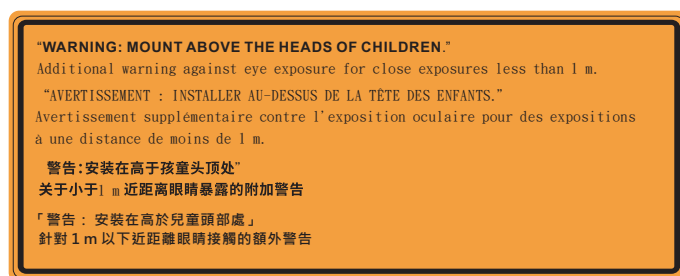 “WARNING: MOUNT ABOVE THE HEADS OF CHILDREN.”
Additional warning against eye exposure for close exposures less than 1 m.
“AVERTISSEMENT : INSTALLER AU-DESSUS DE LA TÊTE DES ENFANTS.”
Avertissement supplémentaire contre l'exposition oculaire pour des expositions
à une distance de moins de 1 m.
警告:安装在高于孩童头顶处”
关于小于1 m 近距离眼睛暴露的附加警告
「警告：安裝在高於兒童頭部處」
針對 1 m 以下近距離眼睛接觸的額外警告